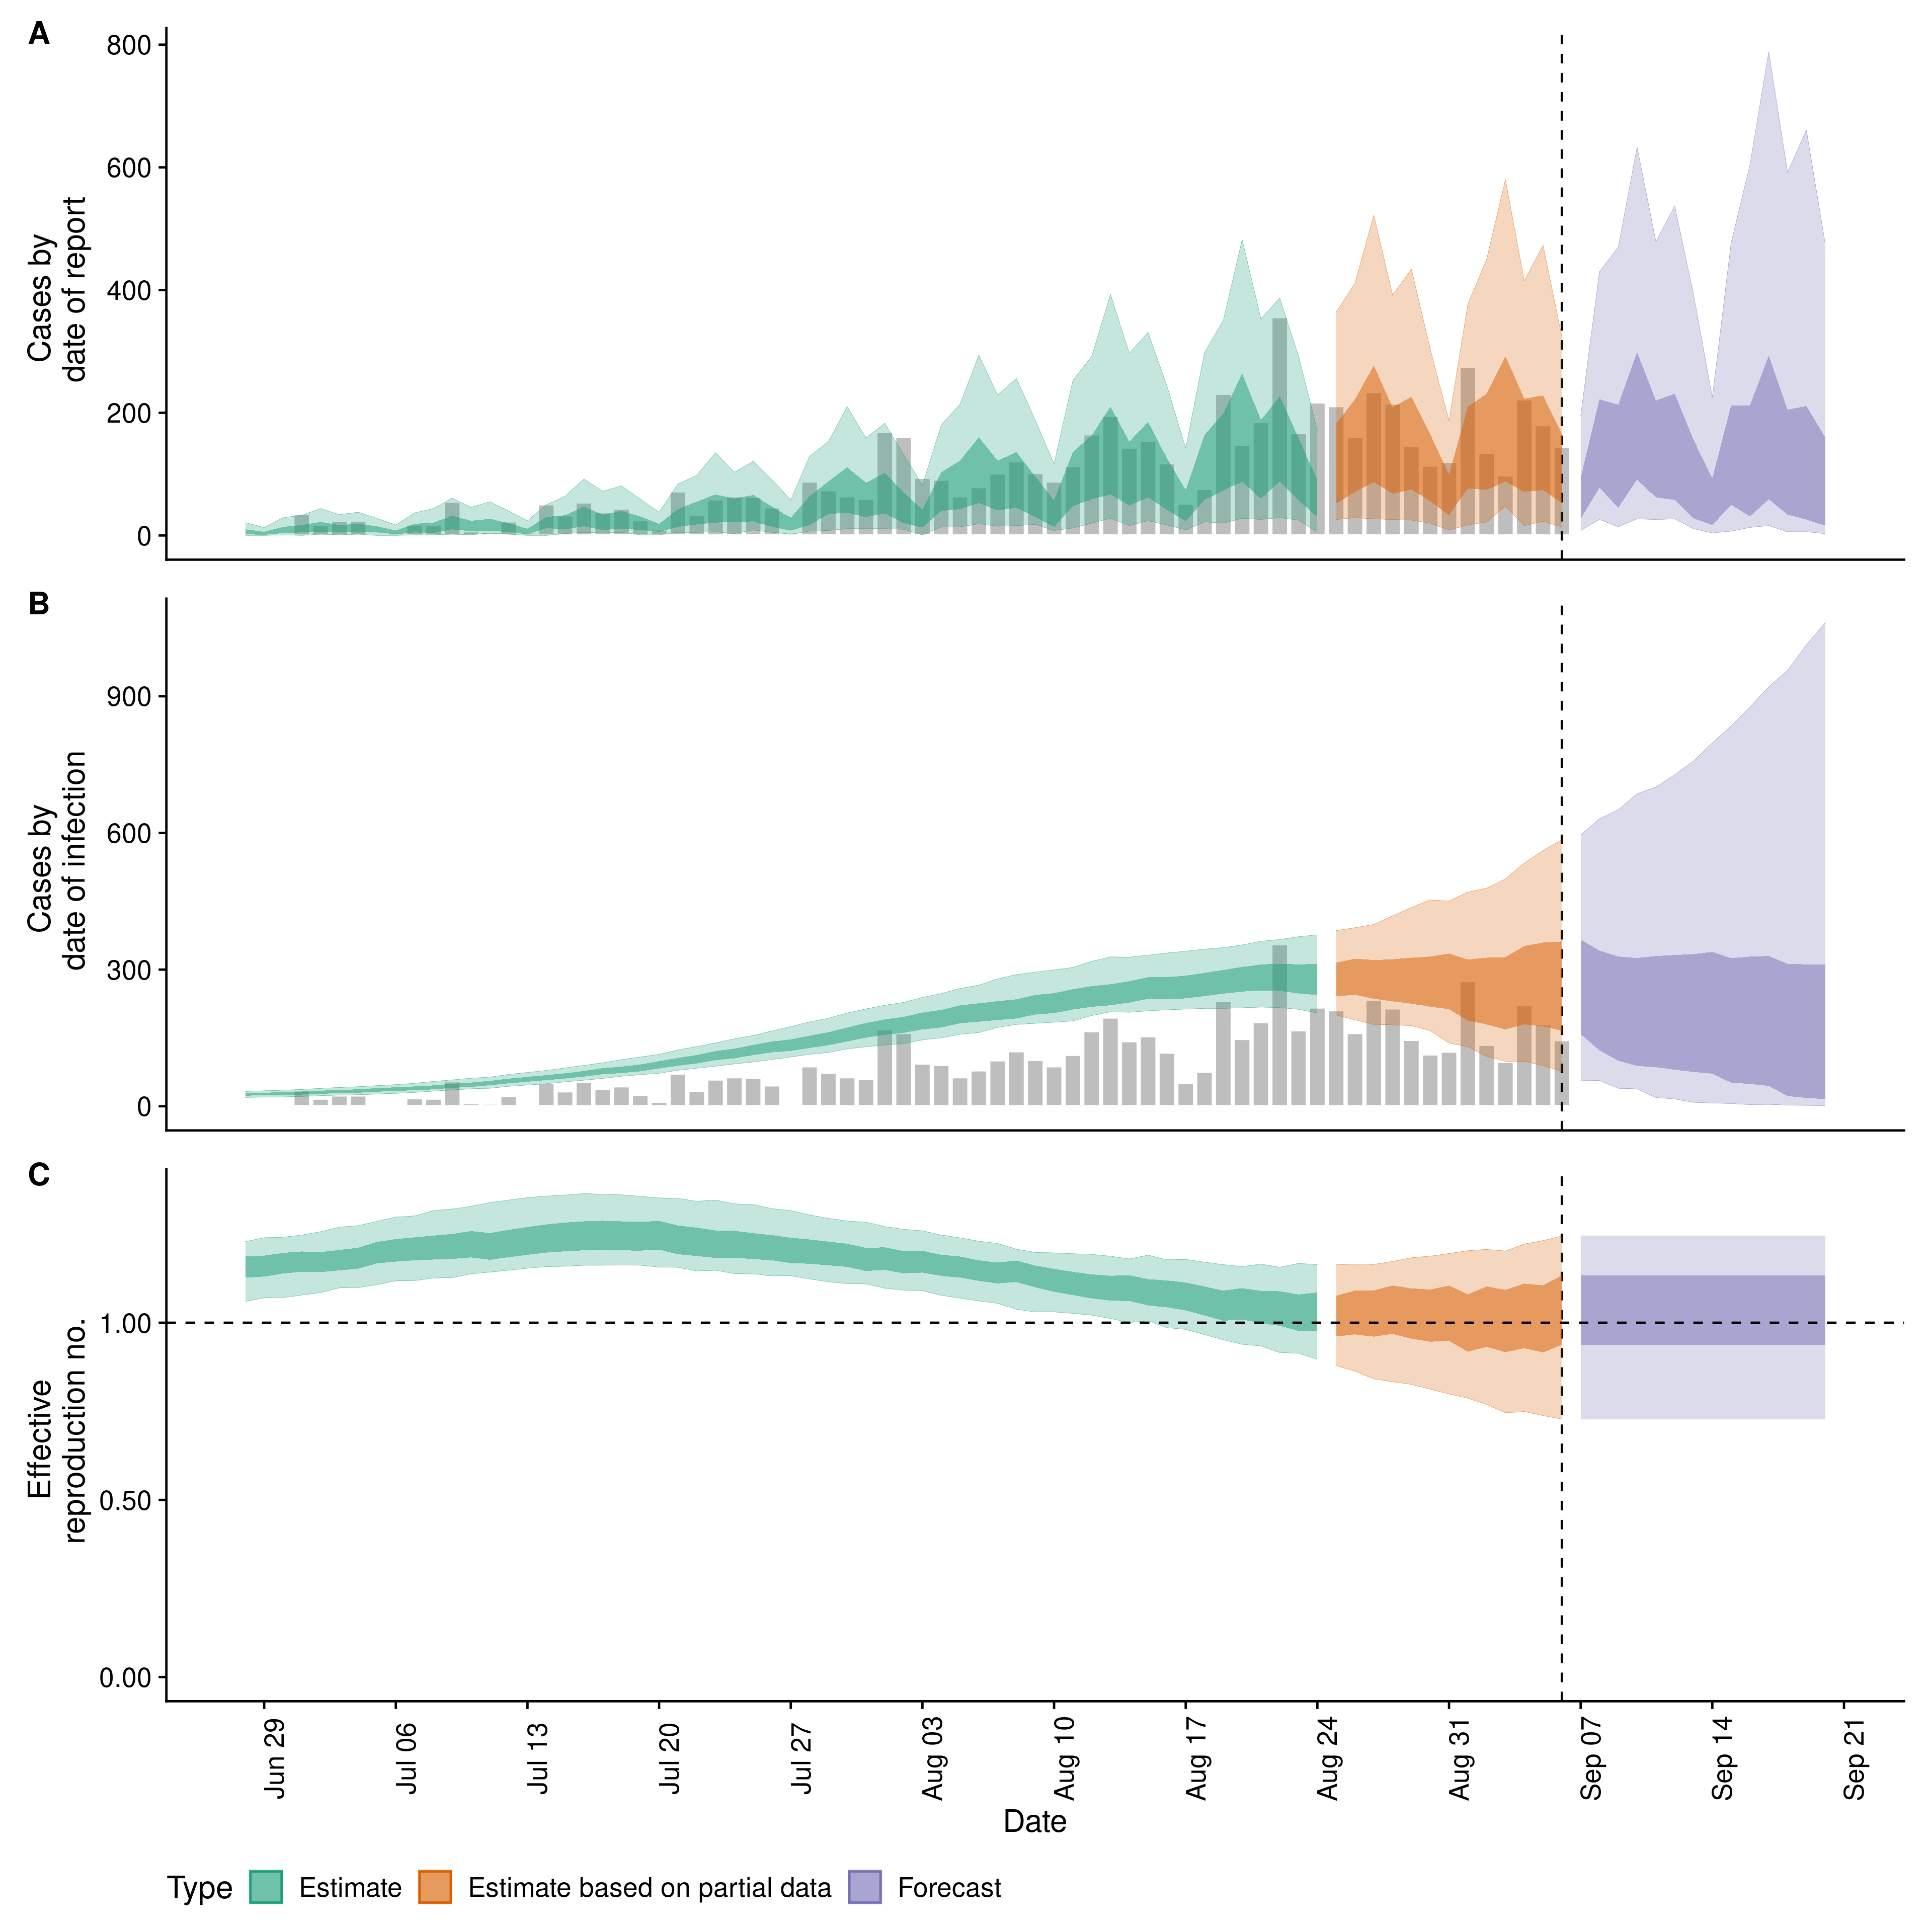 A
Cases by
date of report
800
600
400
200
0
B
Cases by
date of infection
900
600
300
0
C
Effective
reproduction no.
1.00
0.50
0.00
Jun 29
Jul 06
Jul 13
Jul 20
Jul 27
Aug 03
Aug 10
Aug 17
Aug 24
Aug 31
Sep 07
Sep 14
Sep 21
Date
Type Estimate Estimate based on partial data Forecast